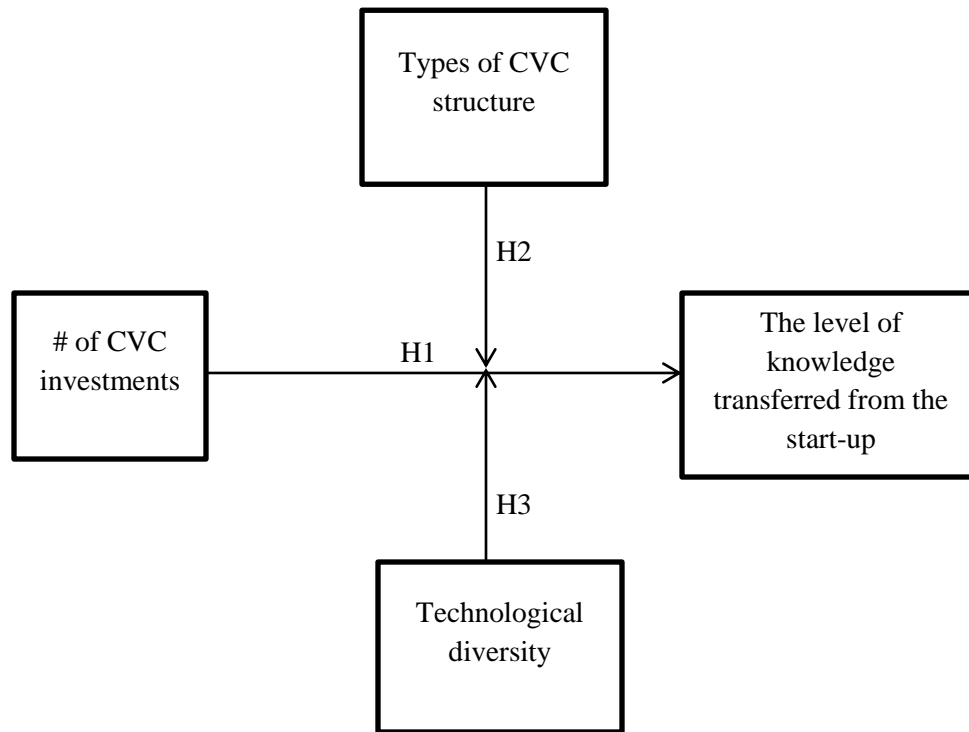 Types of CVC
structure
H2
# of CVC
investments
H1
The level of
knowledge
transferred from the
start-up
H3
Technological
diversity